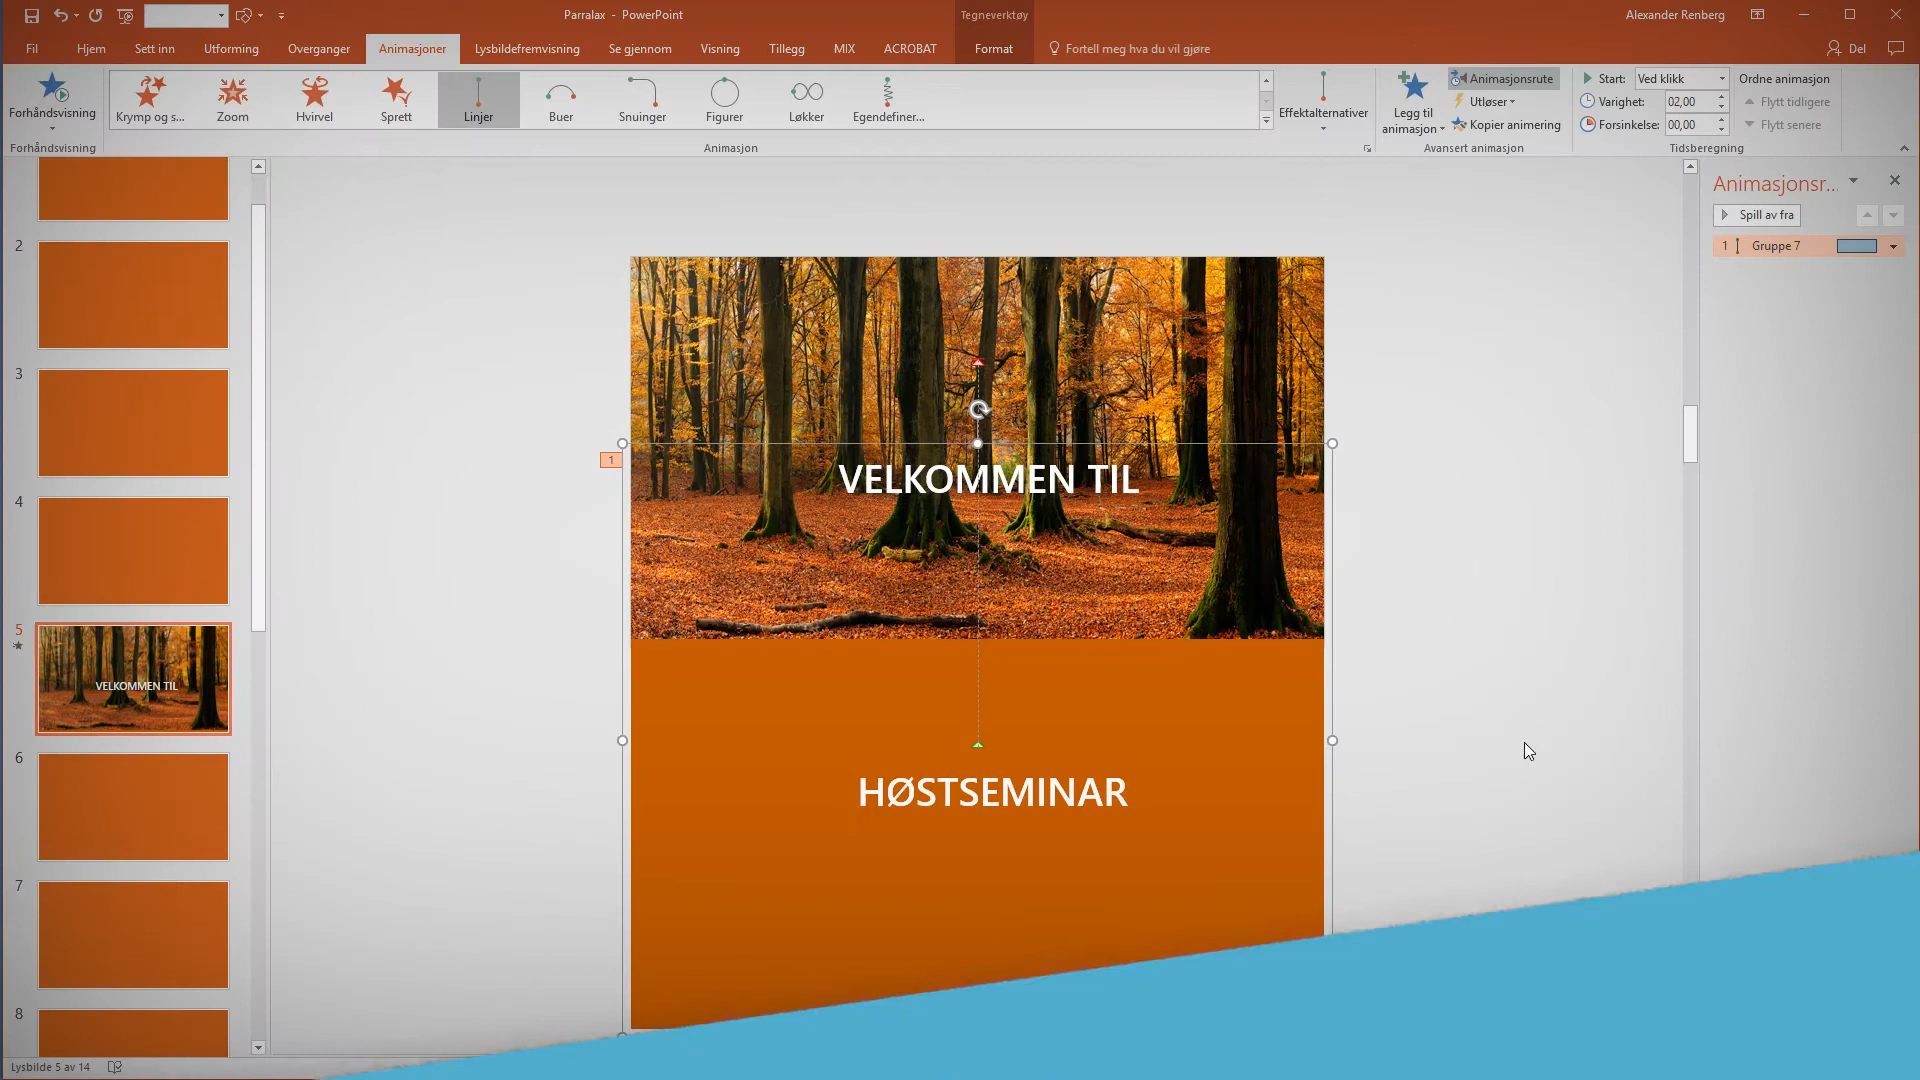 Parralax - PowerPoint
Tegneverktøy
Alexander Renberg
Fil Hjem Sett inn Utforming Overganger Animasjoner Lysbildefremvisning Se gjennom Visning Tillegg MIX ACROBAT Format Fortell meg hva du vil gjøre Del
Forhåndsvisning
Krymp og s... Zoom Hvirvel Sprett Linjer Buer Snuinger Figurer Løkker Egendefiner...
Effektalternativer
Legg til
animasjon
Animasjonsrute
Utløser
Kopier animering
Start: Ved klikk
Varighet: 02,00
Forsinkelse: 00,00
Ordne animasjon
Flytt tidligere
Flytt senere
Forhåndsvisning Animasjon Avansert animasjon Tidsberegning
2
3
4
5
VELKOMMEN TIL
6
7
8
1
VELKOMMEN TIL
HØSTSEMINAR
Animasjonsr...
Spill av fra
1 Gruppe 7
Lysbilde 5 av 14